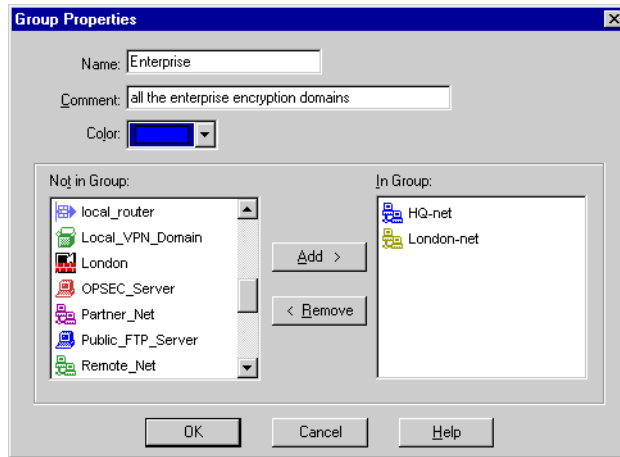 Group Properties
Name: Enterprise
Comment: all the enterprise encryption domains
Color:
Not in Group:
local_router
Local_VPN_Domain
London
OPSEC_Server
Partner_Net
Public_FTP_Server
Remote_Net
Add >
< Remove
In Group:
HQ-net
London-net
OK Cancel Help